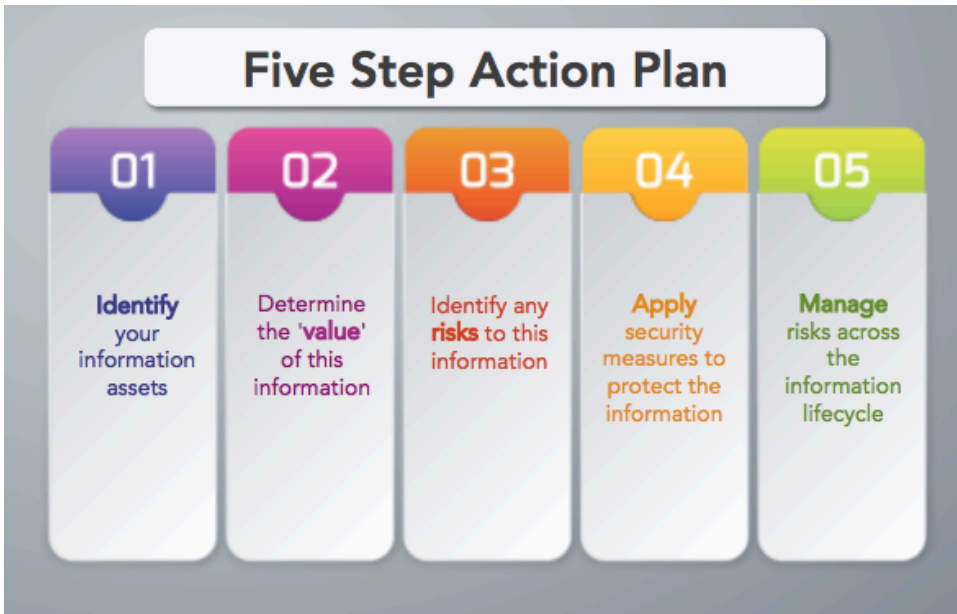 Five Step Action Plan
01
Identify
your
information
assets
02
Determine
the 'value'
of this
information
03
Identify any
risks to this
information
04
Apply
security
measures to
protect the
information
05
Manage
risks across
the
information
lifecycle